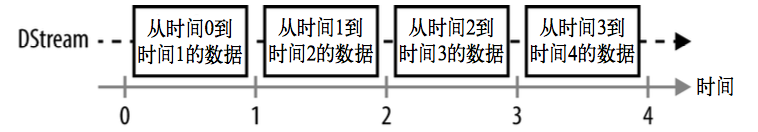 DStream
从时间0到
时间1的数据
从时间1到
时间2的数据
从时间2到
时间3的数据
从时间3到
时间4的数据
时间
0 1 2 3 4